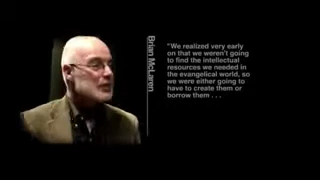 Brian McLaren
"We realized very early
on that we weren't going
to find the intellectual
resources we needed in
the evangelical world, so
we were either going to
have to create them or
borrow them . . .